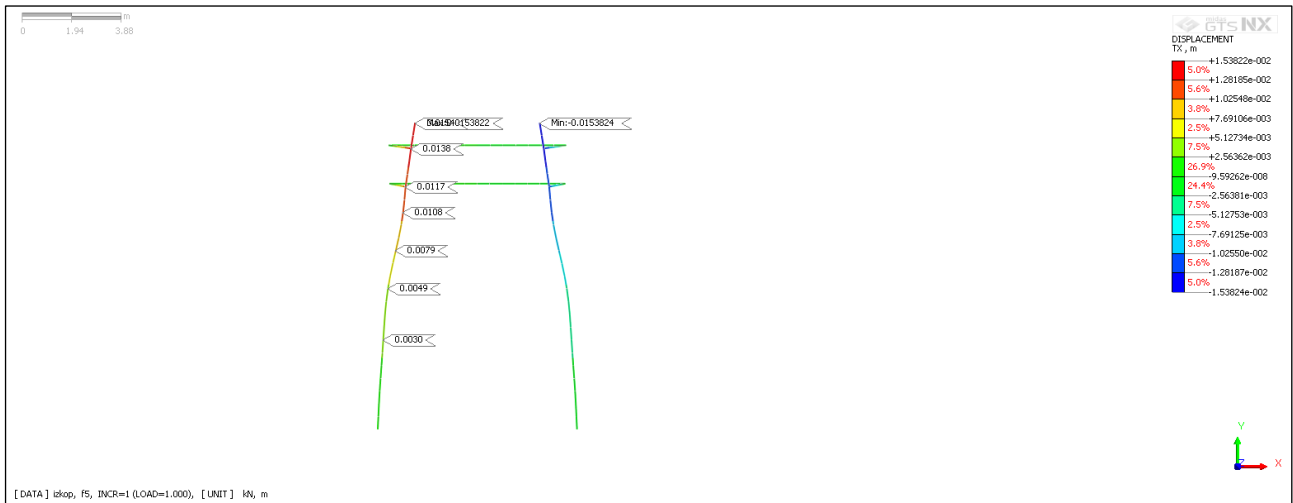 m
0 1.94 3.88
midas
GTS NX
DISPLACEMENT
TX , m
+1.53822e-002
5.0%
+1.28185e-002
5.6%
+1.02548e-002
3.8%
+7.69106e-003
2.5%
+5.12734e-003
7.5%
+2.56362e-003
26.9%
-9.59262e-008
24.4%
-2.56381e-003
7.5%
-5.12753e-003
2.5%
-7.69125e-003
3.8%
-1.02550e-002
5.6%
-1.28187e-002
5.0%
-1.53824e-002
Min:-0.0153824
0.0138
0.0117
0.0108
0.0079
0.0049
0.0030
Y
Z X
[ DATA ] izkop, f5, INCR=1 (LOAD=1.000), [ UNIT ] kN, m